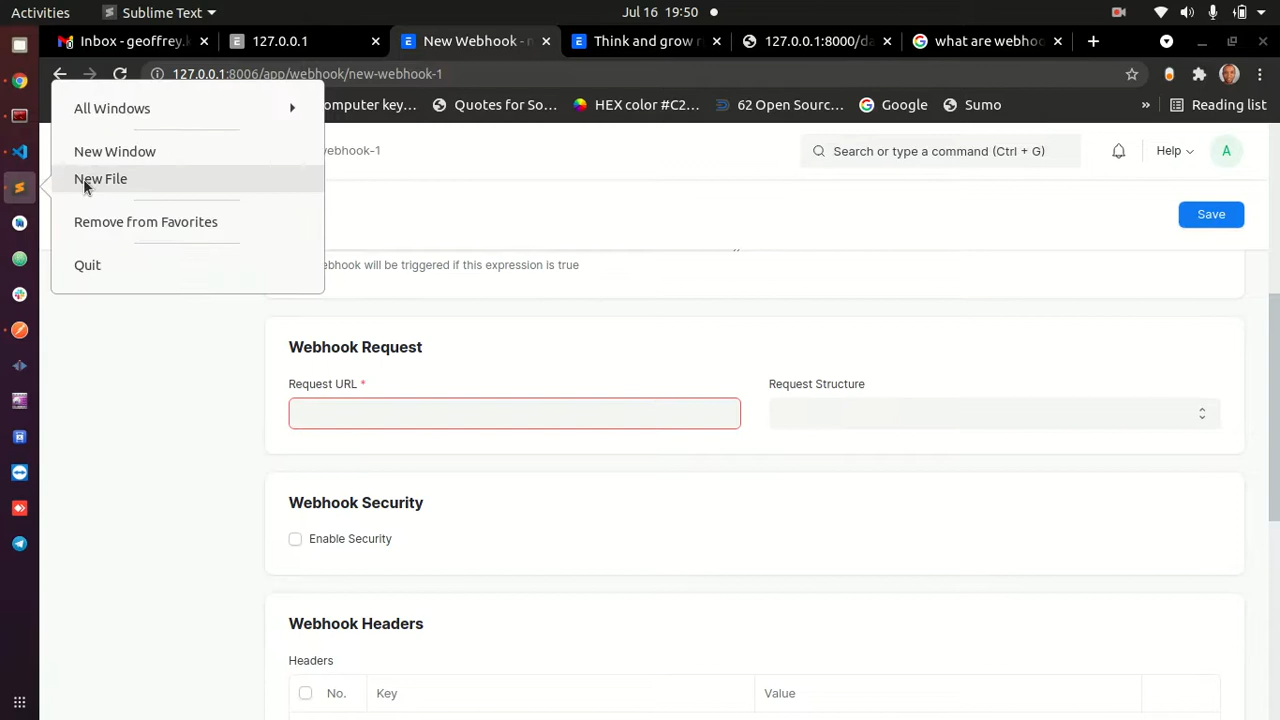 Activities
Sublime Text
Jul 16 19:50
Inbox - geoffrey.k
127.0.0.1
New Webhook - n
Think and grow r
127.0.0.1:8000/da
what are webhoo
127.0.0.1:8006/app/webhook/new-webhook-1
omputer key...
Quotes for So...
HEX color #C2...
62 Open Sourc...
Google
Sumo
»
Reading list
All Windows
New Window
New File
Remove from Favorites
Quit
ebhook-1
Search or type a command (Ctrl + G)
Help
A
Save
ebhook will be triggered if this expression is true
Webhook Request
Request URL *
Request Structure
Webhook Security
Enable Security
Webhook Headers
Headers
No.
Key
Value